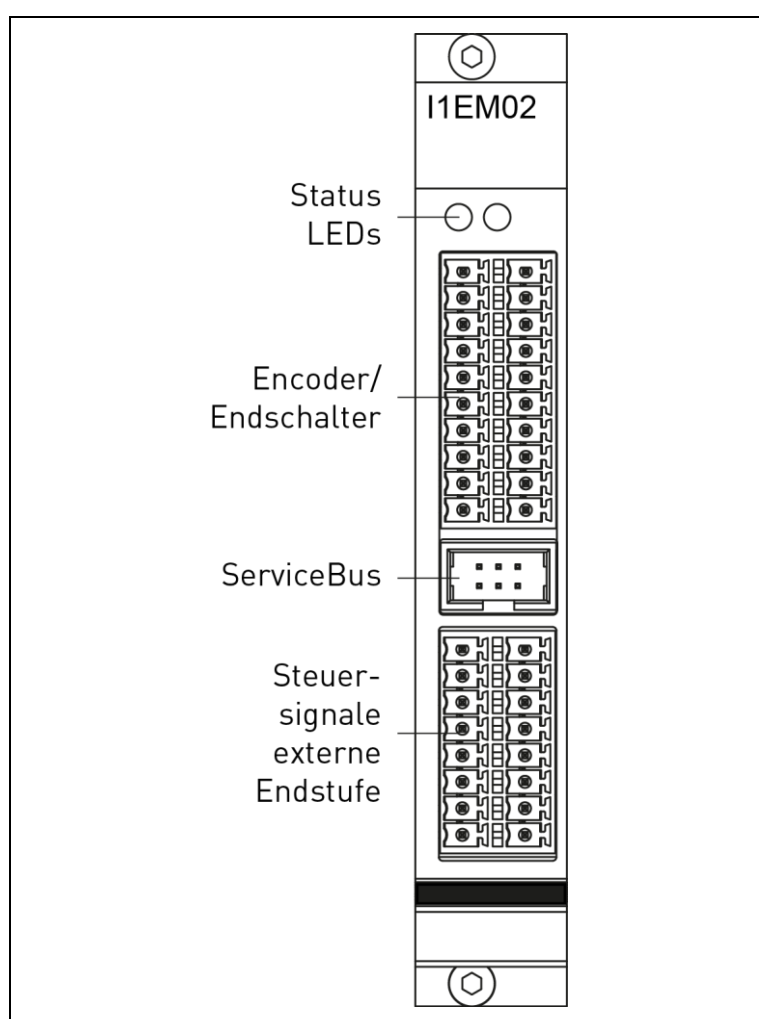 I1EM02
Status
LEDs
Encoder/
Endschalter
ServiceBus
Steuer-
signale
externe
Endstufe